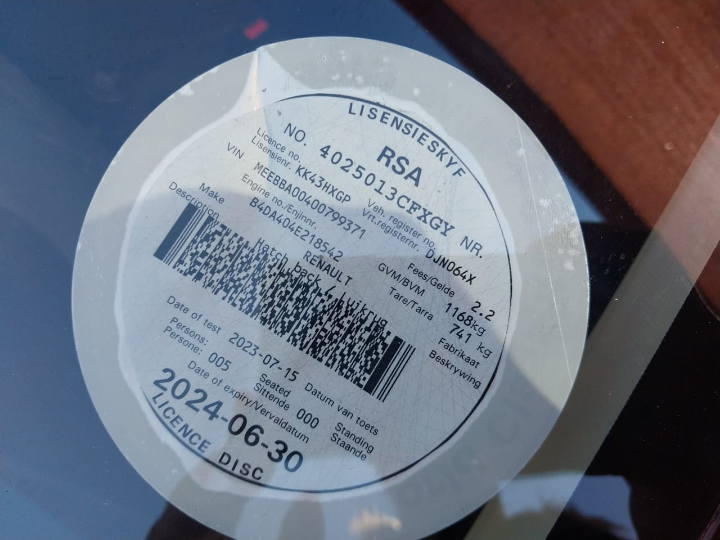 LISENSIESKYF
RSA
NO. 4025013CFXGY NR.
Licence no. Lisensienr. KK43HXGP Veh. register no. Vrt.registernr. DJN064X
VIN MEEBBA00400799371 Fees/Gelde 2.2
Engine no./Enjinnr. B4DA404E218542 GVM/BVM 1168kg
Tare/Tarra 741 kg
Make RENAULT Fabrikaat
Description Hatch back / Luikrug Beskrywing
Date of test 2023-07-15 Datum van toets
Persons: Persone: 005 Seated Sittende 000 Standing Staande
Date of expiry/Vervaldatum
2024-06-30
LICENCE DISC